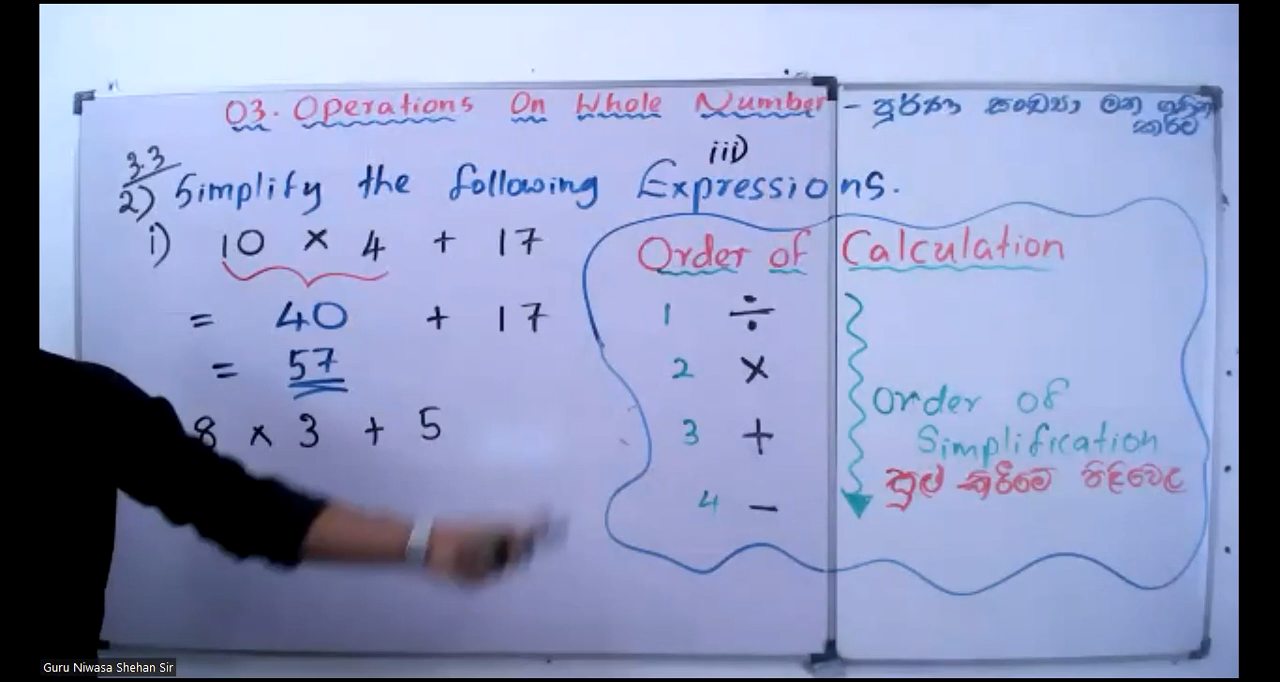 03. Operations On Whole Number - පූර්ණ සංඛ්‍යා මත
කිරීම
3.3
2) Simplify the following Expressions.
iii)
i) 10 × 4 + 17
= 40 + 17
= 57
8 × 3 + 5
Order of Calculation
1 ÷
2 ×
3 +
4 −
Order of
Simplification
සුළු කිරීමේ පිළිවෙල
Guru Niwasa Shehan Sir